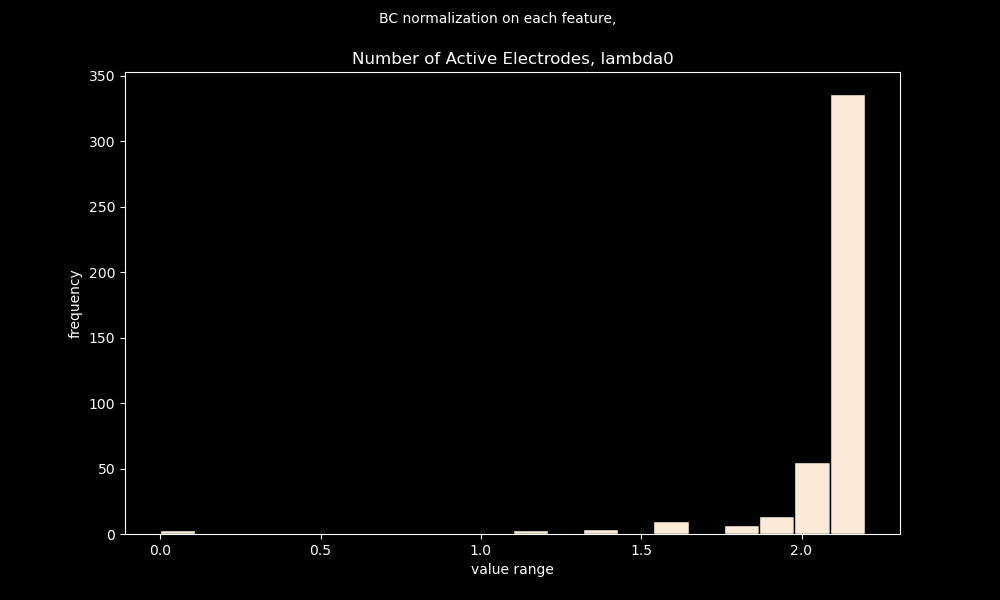 BC normalization on each feature,
Number of Active Electrodes, lambda0
350
300
250
200
150
100
50
0
frequency
0.0 0.5 1.0 1.5 2.0
value range